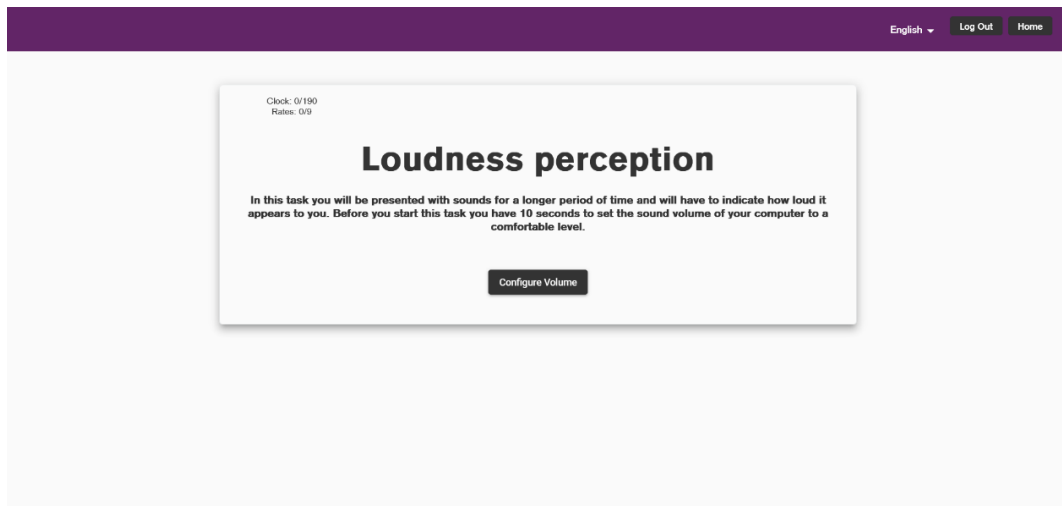 English
Log Out
Home
Clock: 0/190
Rates: 0/9
Loudness perception
In this task you will be presented with sounds for a longer period of time and will have to indicate how loud it
appears to you. Before you start this task you have 10 seconds to set the sound volume of your computer to a
comfortable level.
Configure Volume